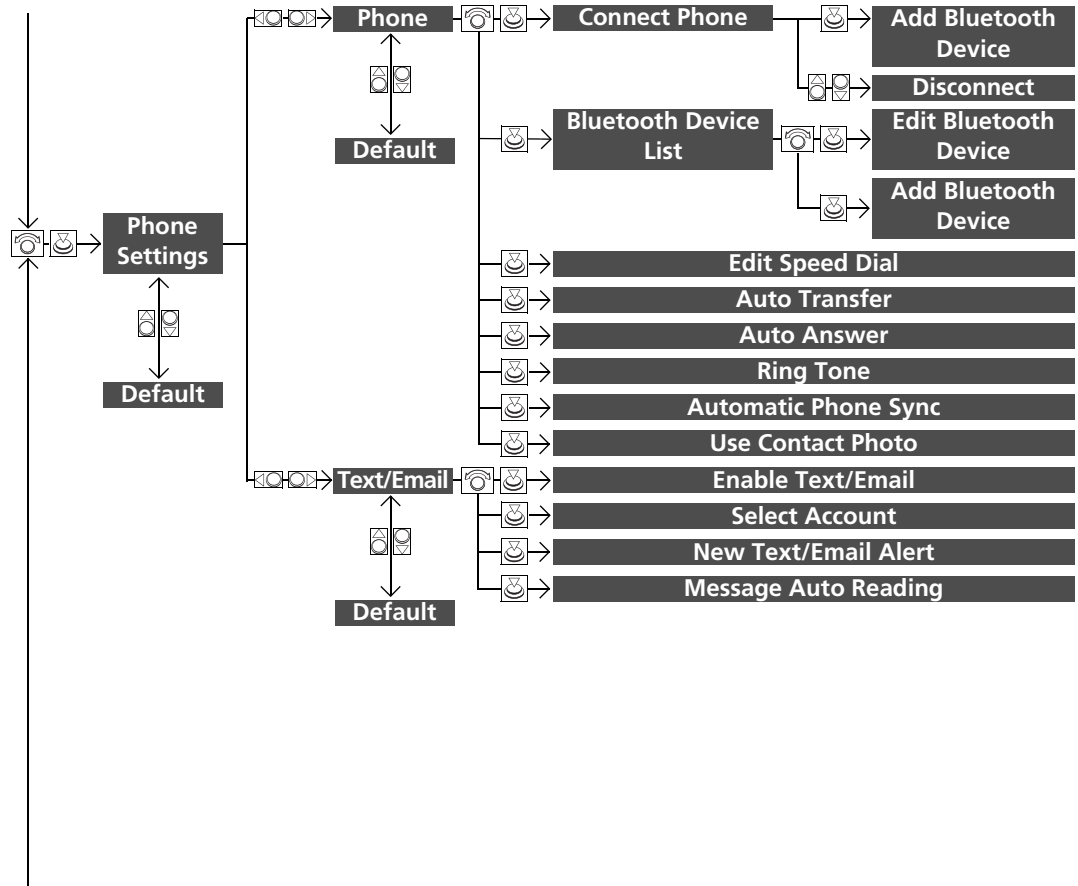 Phone
Connect Phone
Add Bluetooth
Device
Disconnect
Default
Bluetooth Device
List
Edit Bluetooth
Device
Add Bluetooth
Device
Phone
Settings
Default
Edit Speed Dial
Auto Transfer
Auto Answer
Ring Tone
Automatic Phone Sync
Use Contact Photo
Text/Email
Enable Text/Email
Select Account
New Text/Email Alert
Message Auto Reading
Default